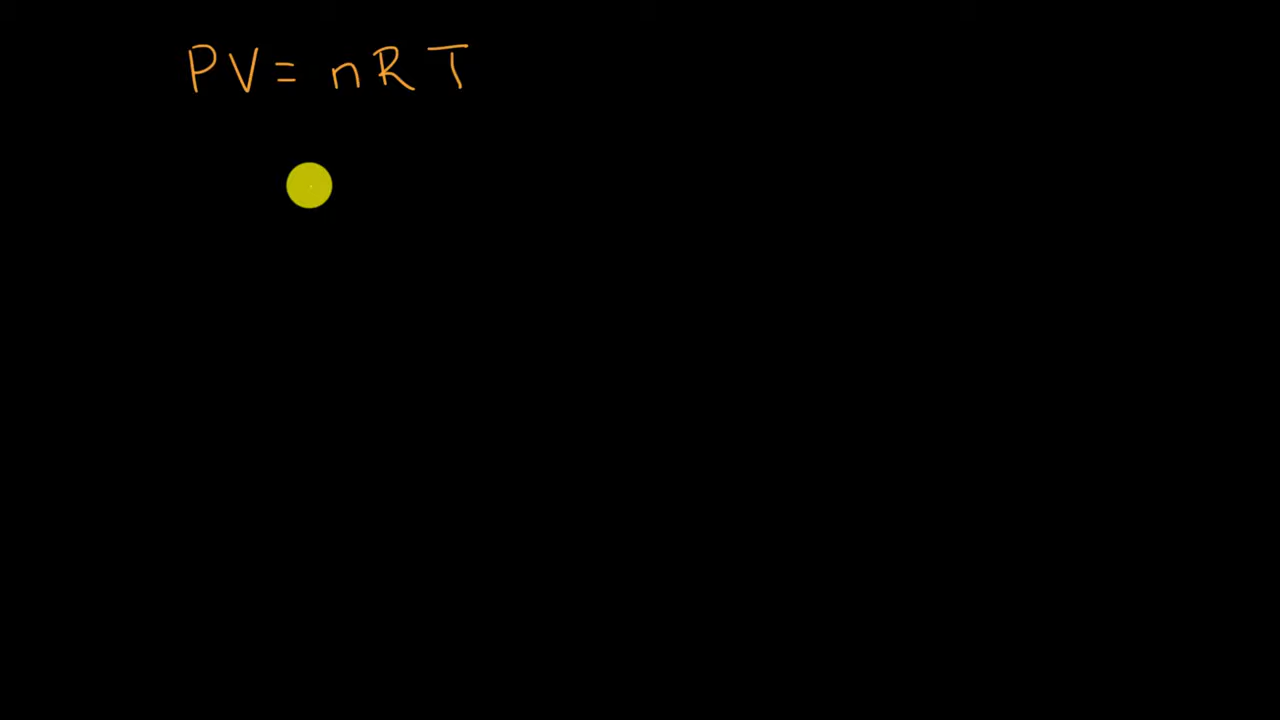 PV = nRT